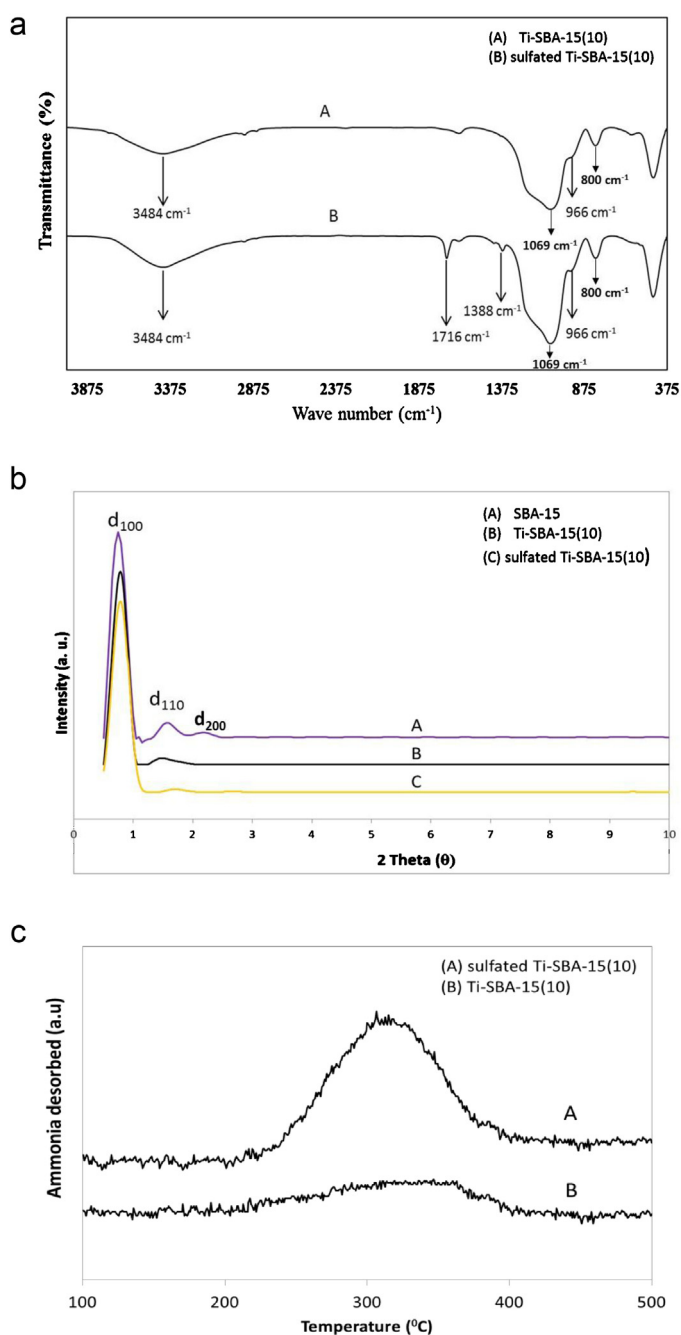 a
(A) Ti-SBA-15(10)
(B) sulfated Ti-SBA-15(10)
Transmittance (%)
A
3484 cm-1
800 cm-1
966 cm-1
1069 cm-1
B
3484 cm-1
1716 cm-1
1388 cm-1
800 cm-1
966 cm-1
1069 cm-1
3875 3375 2875 2375 1875 1375 875 375
Wave number (cm-1)
b
(A) SBA-15
(B) Ti-SBA-15(10)
(C) sulfated Ti-SBA-15(10)
Intensity (a. u.)
d100
d110
d200
A
B
C
0 1 2 3 4 5 6 7 8 9 10
2 Theta (θ)
c
(A) sulfated Ti-SBA-15(10)
(B) Ti-SBA-15(10)
Ammonia desorbed (a.u)
A
B
100 200 300 400 500
Temperature (⁰C)